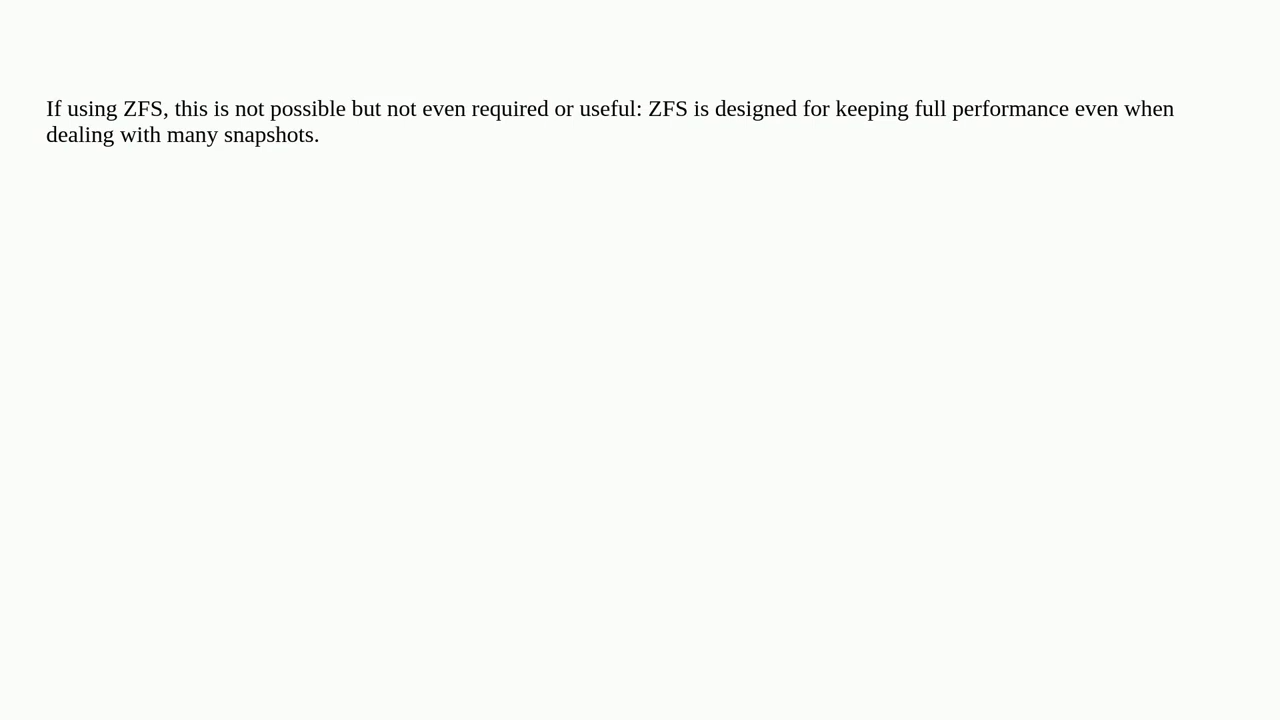 If using ZFS, this is not possible but not even required or useful: ZFS is designed for keeping full performance even when
dealing with many snapshots.